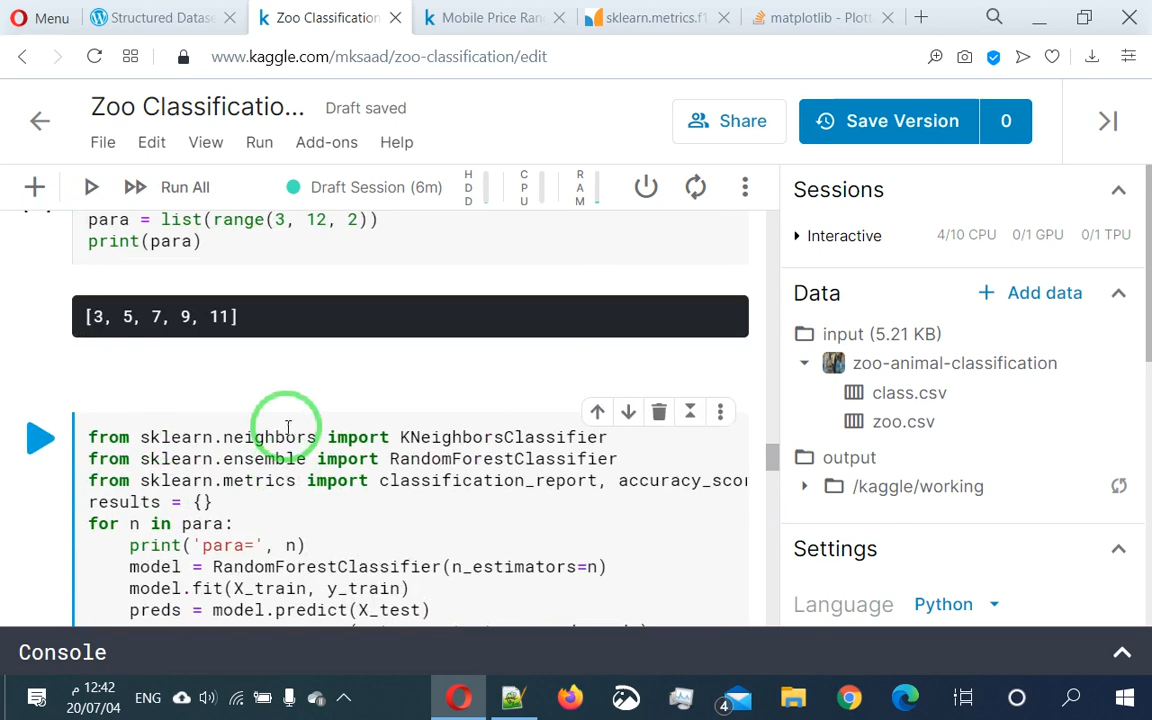 Menu
Structured Datas
Zoo Classification
Mobile Price Ran
sklearn.metrics.f1
matplotlib - Plott
www.kaggle.com/mksaad/zoo-classification/edit
Zoo Classificatio...
Draft saved
File Edit View Run Add-ons Help
Share
Save Version
0
Run All
Draft Session (6m)
HDD
CPU
RAM
para = list(range(3, 12, 2))
print(para)
[3, 5, 7, 9, 11]
from sklearn.neighbors import KNeighborsClassifier
from sklearn.ensemble import RandomForestClassifier
from sklearn.metrics import classification_report, accuracy_scor
results = {}
for n in para:
print('para=', n)
model = RandomForestClassifier(n_estimators=n)
model.fit(X_train, y_train)
preds = model.predict(X_test)
Sessions
Interactive
4/10 CPU 0/1 GPU 0/1 TPU
Data
+ Add data
input (5.21 KB)
zoo-animal-classification
class.csv
zoo.csv
output
/kaggle/working
Settings
Language Python
Console
12:42 م
20/07/04
ENG
4